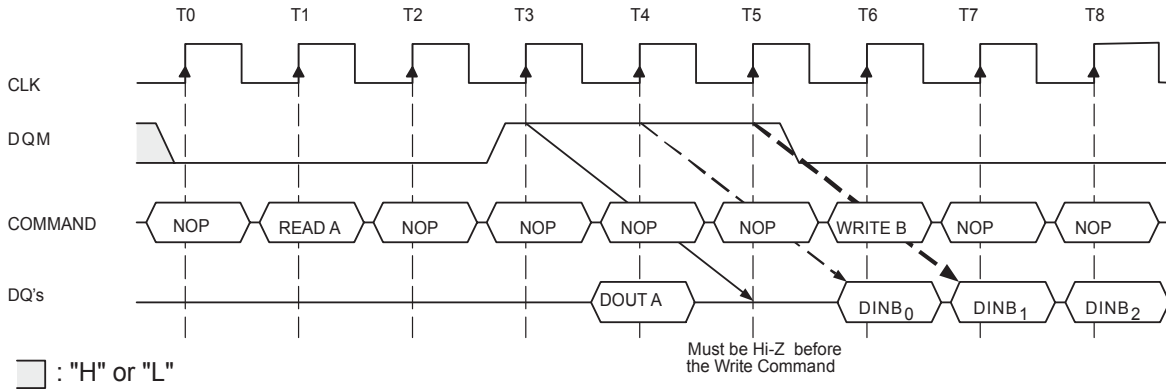 T0 T1 T2 T3 T4 T5 T6 T7 T8
CLK
DQM
COMMAND NOP READ A NOP NOP NOP NOP WRITE B NOP NOP
DQ's DOUT A DINB0 DINB1 DINB2
Must be Hi-Z before
the Write Command
: "H" or "L"